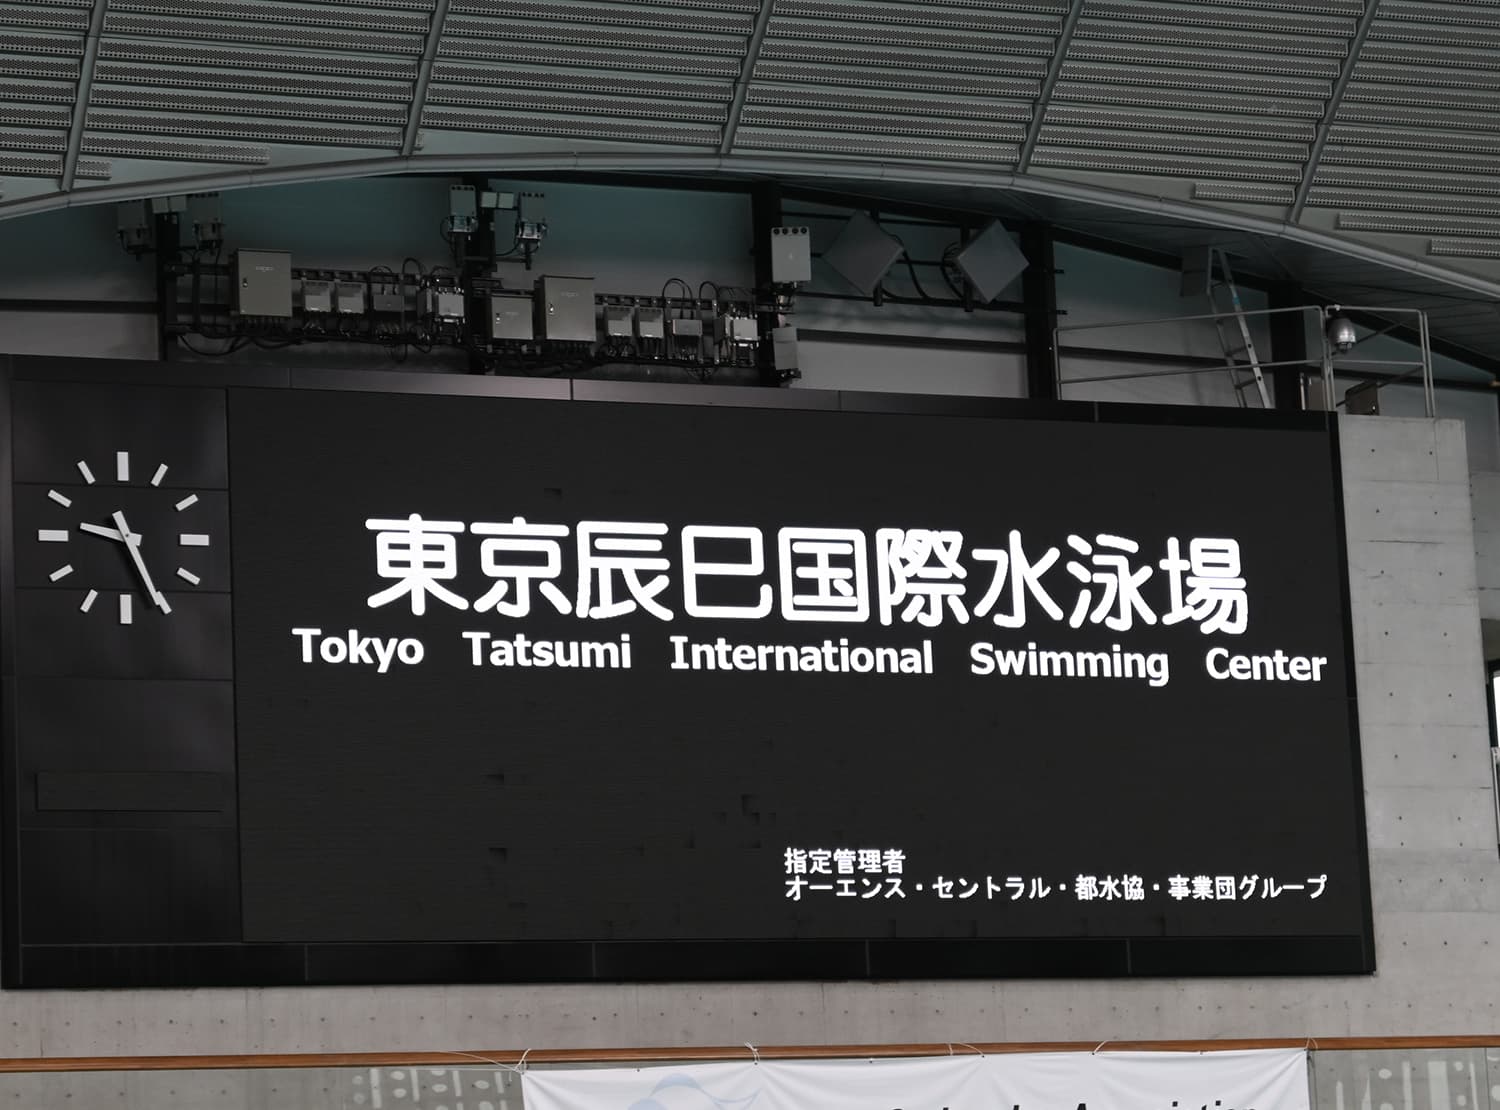 東京辰巳国際水泳場
Tokyo Tatsumi International Swimming Center
指定管理者
オーエンス・セントラル・都水協・事業団グループ